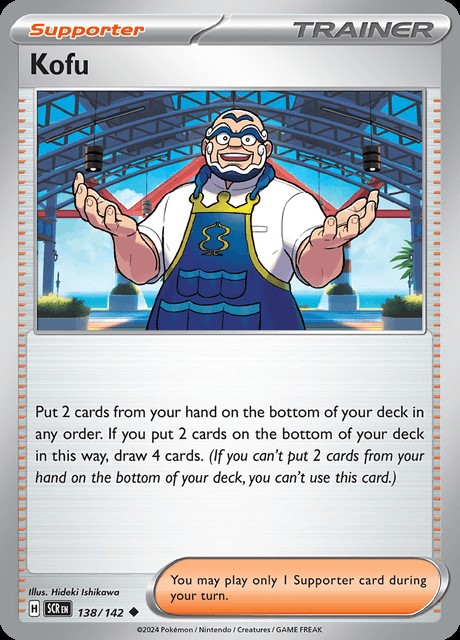 Supporter
TRAINER
Kofu
Put 2 cards from your hand on the bottom of your deck in
any order. If you put 2 cards on the bottom of your deck
in this way, draw 4 cards. (If you can't put 2 cards from your
hand on the bottom of your deck, you can't use this card.)
Illus. Hideki Ishikawa
You may play only 1 Supporter card during
your turn.
H SCR EN 138/142 ◆
©2024 Pokémon / Nintendo / Creatures / GAME FREAK